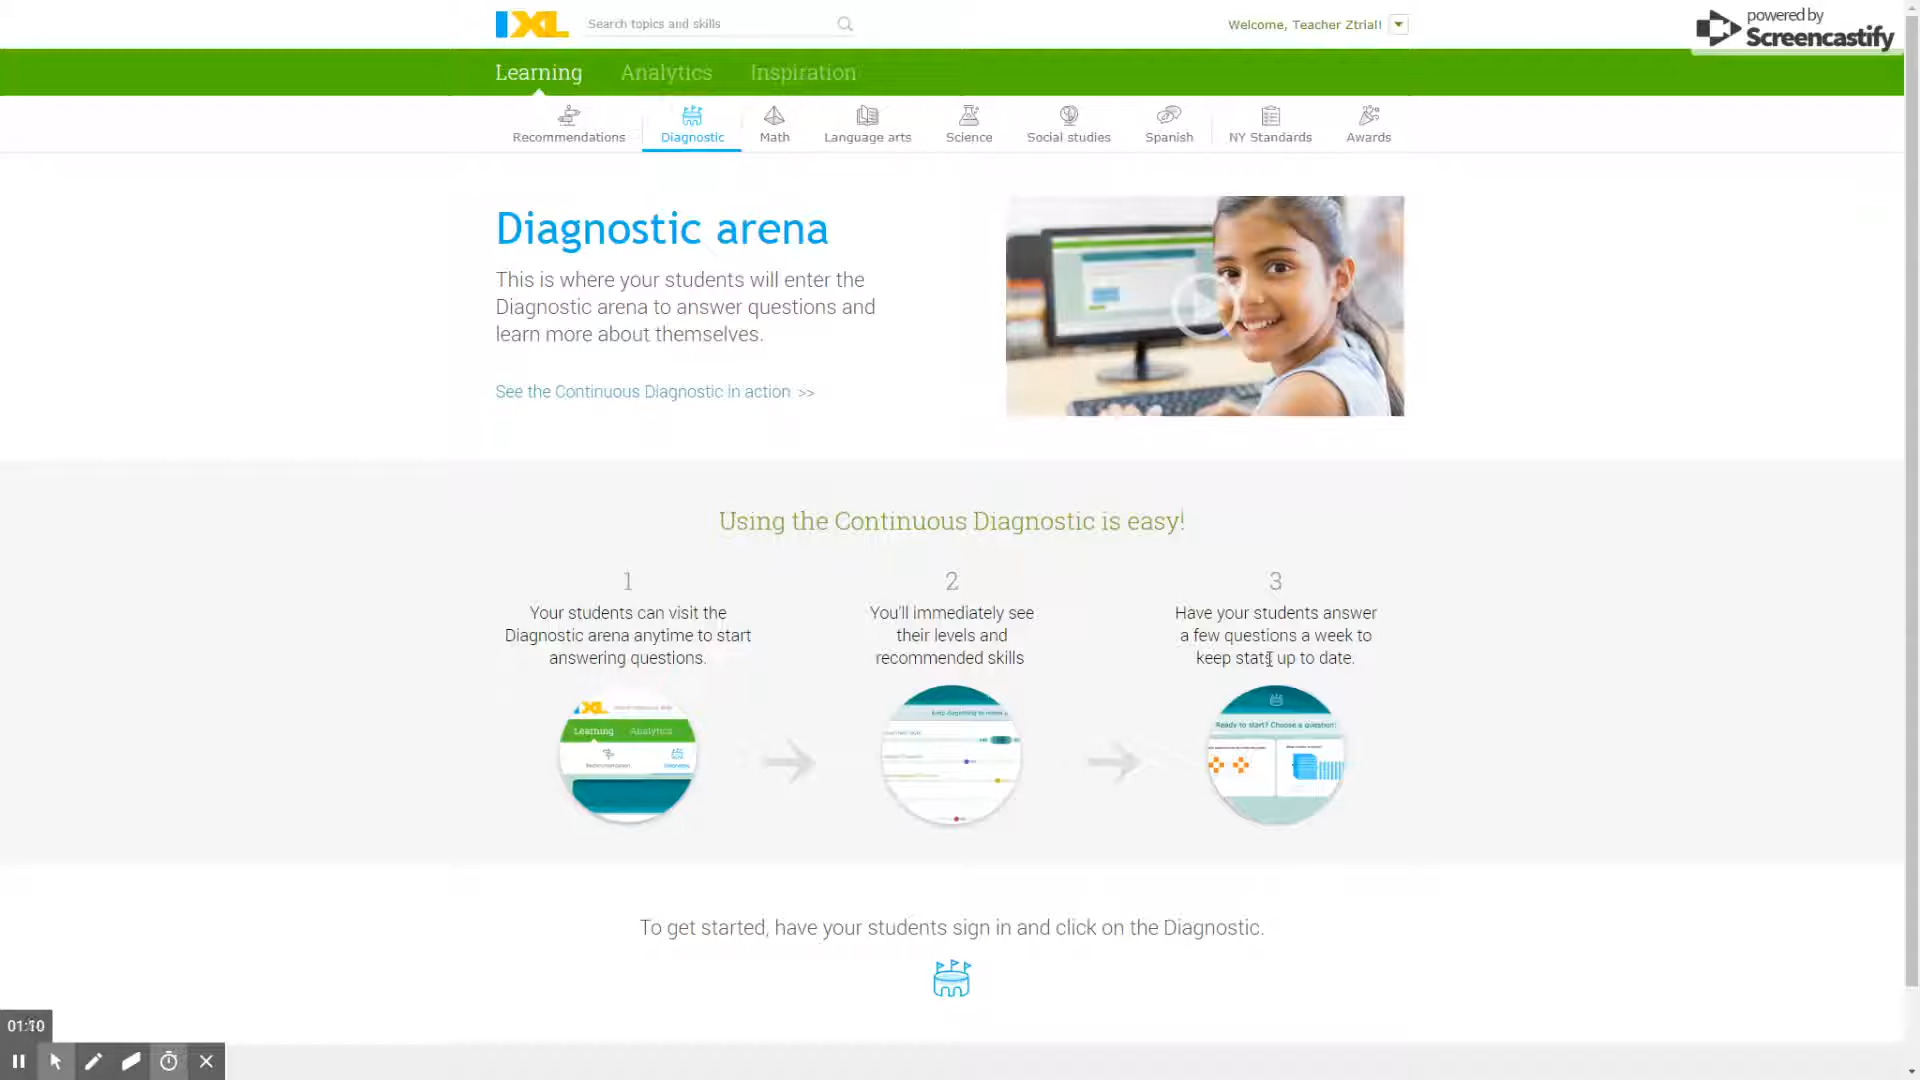 IXL
Search topics and skills
Welcome, Teacher Ztrial!
powered by
Screencastify
Learning
Analytics
Inspiration
Recommendations
Diagnostic
Math
Language arts
Science
Social studies
Spanish
NY Standards
Awards
Diagnostic arena
This is where your students will enter the
Diagnostic arena to answer questions and
learn more about themselves.
See the Continuous Diagnostic in action >>
Using the Continuous Diagnostic is easy!
1
Your students can visit the
Diagnostic arena anytime to start
answering questions.
2
You'll immediately see
their levels and
recommended skills
3
Have your students answer
a few questions a week to
keep stats up to date.
IXL
Learning
Analytics
Ready to start? Choose a question:
To get started, have your students sign in and click on the Diagnostic.